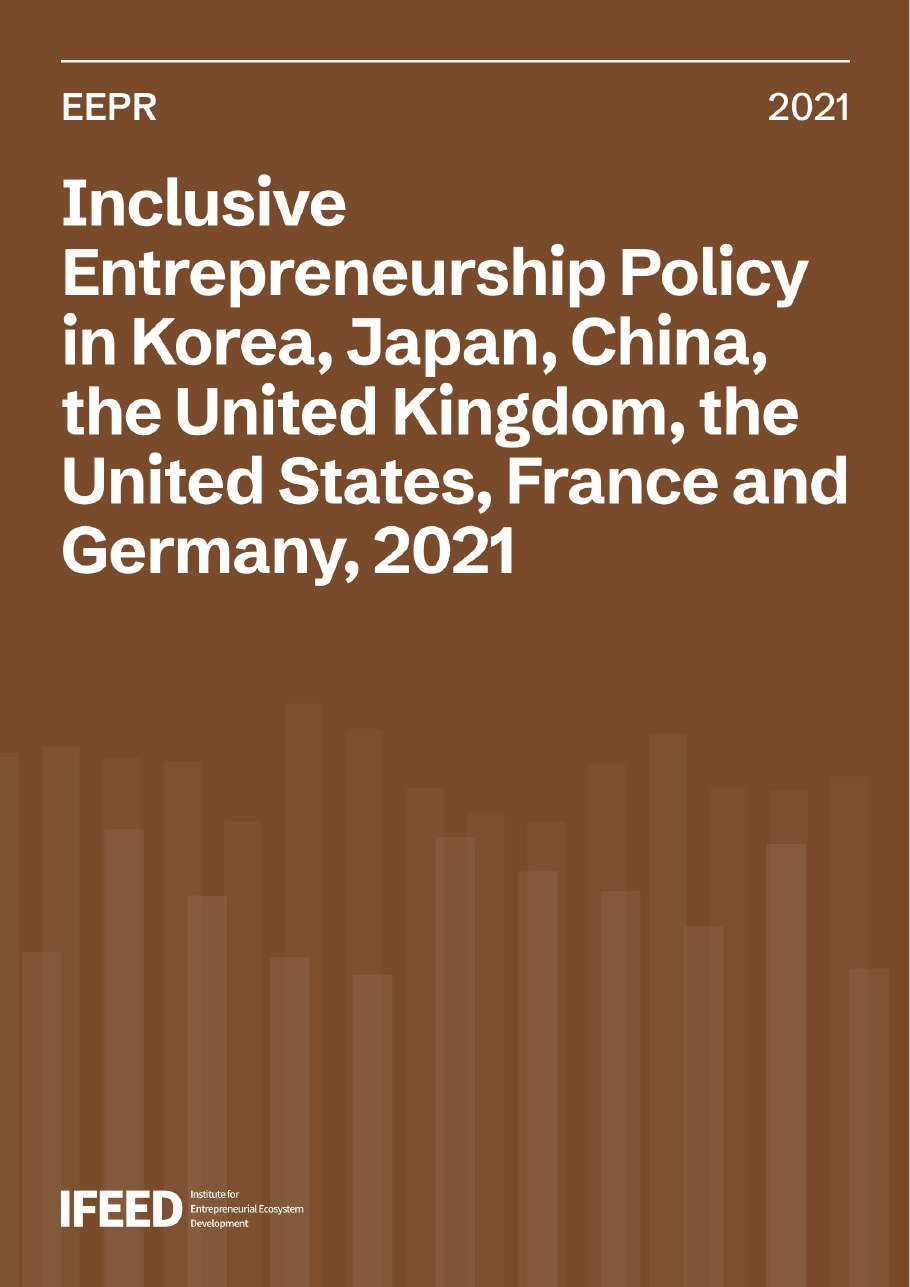 EEPR 2021
Inclusive
Entrepreneurship Policy
in Korea, Japan, China,
the United Kingdom, the
United States, France and
Germany, 2021
IFEED
Institute for
Entrepreneurial Ecosystem
Development